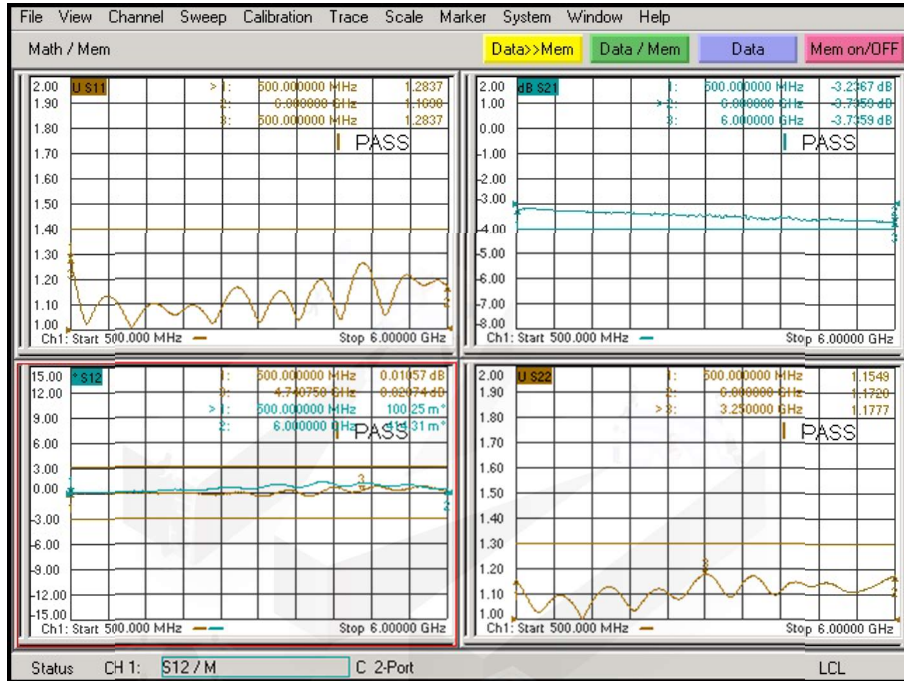 File View Channel Sweep Calibration Trace Scale Marker System Window Help
Math / Mem Data>>Mem Data / Mem Data Mem on/OFF
2.00 U S11 > 1: 500.000000 MHz 1.2837
1.90 2: 6.000000 GHz
1.80 3: 500.000000 MHz 1.2837
PASS
1.70
1.60
1.50
1.40
1.30
1.20
1.10
1.00
Ch1: Start 500.000 MHz Stop 6.00000 GHz
2.00 dB S21 1: 500.000000 MHz -3.2367 dB
1.00 > 2: 6.000000 GHz -3.7359 dB
0.00 3: 6.000000 GHz -3.7359 dB
PASS
-1.00
-2.00
-3.00
-4.00
-5.00
-6.00
-7.00
-8.00
Ch1: Start 500.000 MHz Stop 6.00000 GHz
15.00 ° S12 1: 500.000000 MHz 0.01057 dB
12.00 3: 4.740750 GHz
9.00 > 1: 500.000000 MHz 100.25 m°
6.00 2: 6.000000 GHz
PASS
3.00
0.00
-3.00
-6.00
-9.00
-12.00
-15.00
Ch1: Start 500.000 MHz Stop 6.00000 GHz
2.00 U S22 1: 500.000000 MHz 1.1549
1.90 2: 6.000000 GHz 1.1720
1.80 > 3: 3.250000 GHz 1.1777
PASS
1.70
1.60
1.50
1.40
1.30
1.20
1.10
1.00
Ch1: Start 500.000 MHz Stop 6.00000 GHz
Status CH 1: S12 / M C 2-Port LCL